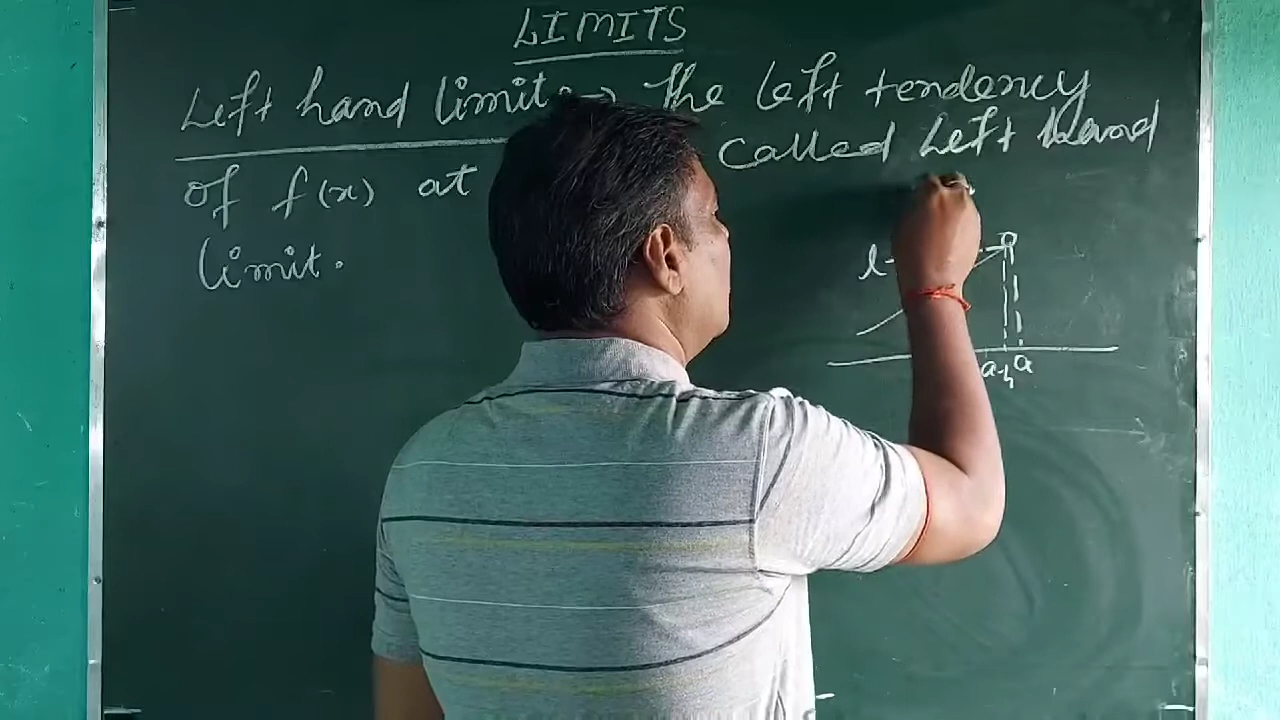 LIMITS
Left hand limit :→ The left tendency
of f(x) at called Left hand
limit.
l
a-h a